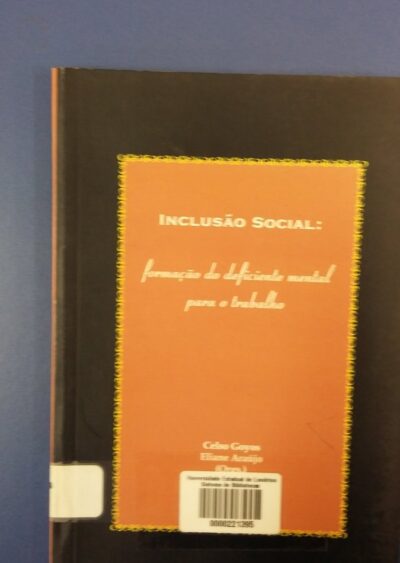 INCLUSÃO SOCIAL:
formação do deficiente mental
para o trabalho
Celso Goyos
Eliane Araújo
(Orgs.)
Universidade Estadual de Londrina
Sistema de Bibliotecas
0000221395